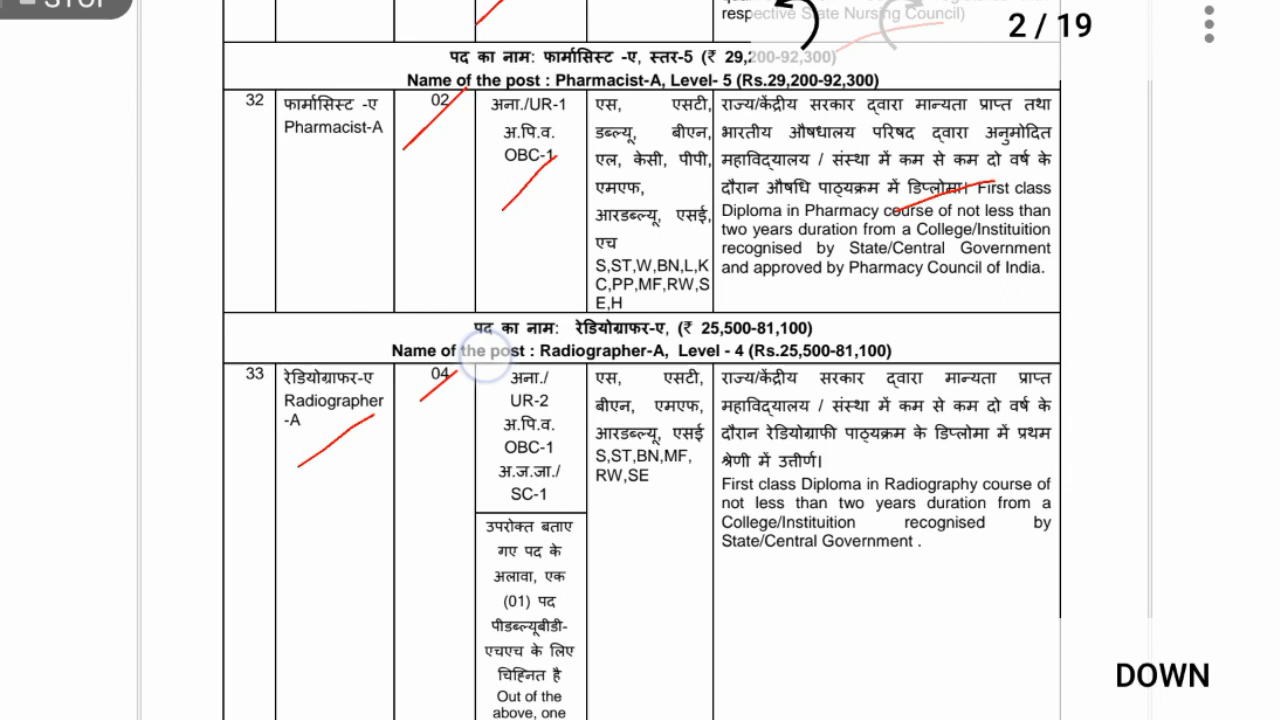 STOP
respective State Nursing Council)
2 / 19
पद का नाम: फार्मासिस्ट -ए, स्तर-5 (₹ 29,200-92,300)
Name of the post : Pharmacist-A, Level- 5 (Rs.29,200-92,300)
32
फार्मासिस्ट -ए
Pharmacist-A
02
अना./UR-1
अ.पि.व.
OBC-1
एस, एसटी,
डब्ल्यू, बीएन,
एल, केसी, पीपी,
एमएफ,
आरडब्ल्यू, एसई,
एच
S,ST,W,BN,L,K
C,PP,MF,RW,S
E,H
राज्य/केंद्रीय सरकार द्वारा मान्यता प्राप्त तथा
भारतीय औषधालय परिषद द्वारा अनुमोदित
महाविद्यालय / संस्था में कम से कम दो वर्ष के
दौरान औषधि पाठ्यक्रम में डिप्लोमा। First class
Diploma in Pharmacy course of not less than
two years duration from a College/Instituition
recognised by State/Central Government
and approved by Pharmacy Council of India.
पद का नाम: रेडियोग्राफर-ए, (₹ 25,500-81,100)
Name of the post : Radiographer-A, Level - 4 (Rs.25,500-81,100)
33
रेडियोग्राफर-ए
Radiographer
-A
04
अना./
UR-2
अ.पि.व.
OBC-1
अ.ज.जा./
SC-1
उपरोक्त बताए
गए पद के
अलावा, एक
(01) पद
पीडब्ल्यूबीडी-
एचएच के लिए
चिह्नित है
Out of the
above, one
एस, एसटी,
बीएन, एमएफ,
आरडब्ल्यू, एसई
S,ST,BN,MF,
RW,SE
राज्य/केंद्रीय सरकार द्वारा मान्यता प्राप्त
महाविद्यालय / संस्था में कम से कम दो वर्ष के
दौरान रेडियोग्राफी पाठ्यक्रम के डिप्लोमा में प्रथम
श्रेणी में उत्तीर्ण।
First class Diploma in Radiography course of
not less than two years duration from a
College/Instituition recognised by
State/Central Government .
DOWN